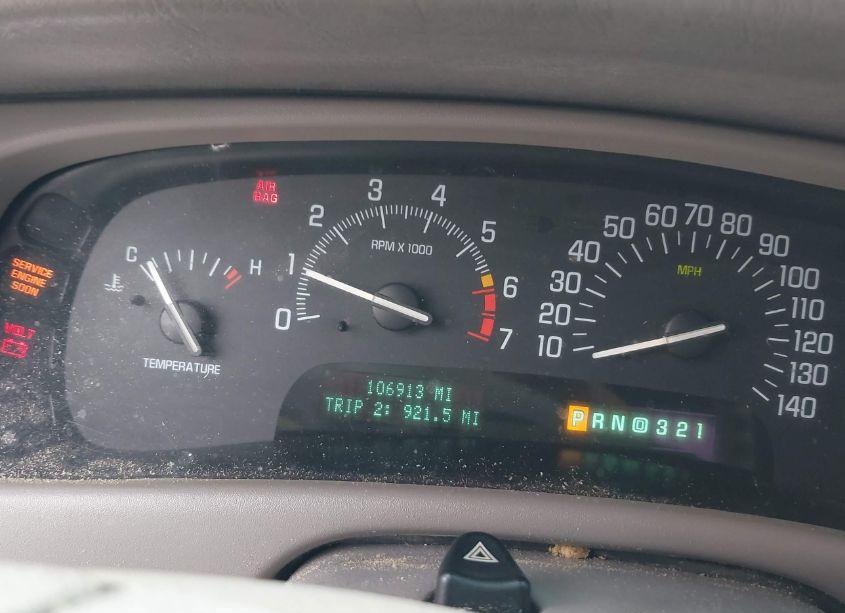 AIR
BAG
SERVICE
ENGINE
SOON
VOLT
C
H
TEMPERATURE
0
1
2
3
4
5
6
7
RPM X 1000
10
20
30
40
50
60
70
80
90
100
110
120
130
140
MPH
106913 MI
TRIP 2: 921.5 MI
P R N D 3 2 1